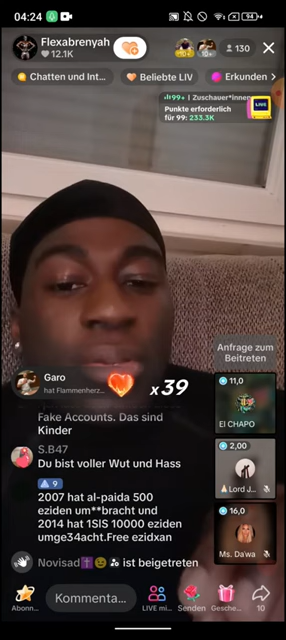 04:24
94
Flexabrenyah
12.1K
10+
10+
130
Chatten und Int...
Beliebte LIV
Erkunden
99+ | Zuschauer*innen
Punkte erforderlich
für 99: 233.3K
LIVE
Anfrage zum
Beitreten
Garo
hat Flammenherz...
x39
11,0
El CHAPO
Fake Accounts. Das sind
Kinder
S.B47
Du bist voller Wut und Hass
2,00
Lord J...
9
2007 hat al-paida 500
eziden um**bracht und
2014 hat 1SIS 10000 eziden
umge34acht.Free ezidxan
16,0
Ms. Da'wa
Novisad✝️😉 ist beigetreten
Abonn...
Kommenta...
LIVE mi...
Senden
Gesche...
10